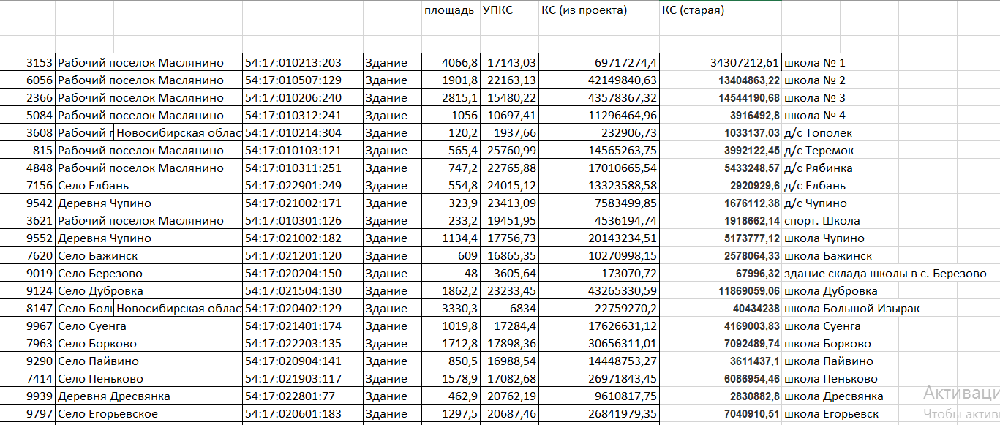 площадь УПКС КС (из проекта) КС (старая)
3153 Рабочий поселок Маслянино 54:17:010213:203 Здание 4066,8 17143,03 69717274,4 34307212,61 школа № 1
6056 Рабочий поселок Маслянино 54:17:010507:129 Здание 1901,8 22163,13 42149840,63 13404863,22 школа № 2
2366 Рабочий поселок Маслянино 54:17:010206:240 Здание 2815,1 15480,22 43578367,32 14544190,68 школа № 3
5084 Рабочий поселок Маслянино 54:17:010312:241 Здание 1056 10697,41 11296464,96 3916492,8 школа № 4
3608 Рабочий г Новосибирская област 54:17:010214:304 Здание 120,2 1937,66 232906,73 1033137,03 д/с Тополек
815 Рабочий поселок Маслянино 54:17:010103:121 Здание 565,4 25760,99 14565263,75 3992122,45 д/с Теремок
4848 Рабочий поселок Маслянино 54:17:010311:251 Здание 747,2 22765,88 17010665,54 5433248,57 д/с Рябинка
7156 Село Елбань 54:17:022901:249 Здание 554,8 24015,12 13323588,58 2920929,6 д/с Елбань
9542 Деревня Чупино 54:17:021002:171 Здание 323,9 23413,09 7583499,85 1676112,38 д/с Чупино
3621 Рабочий поселок Маслянино 54:17:010301:126 Здание 233,2 19451,95 4536194,74 1918662,14 спорт. Школа
9552 Деревня Чупино 54:17:021002:182 Здание 1134,4 17756,73 20143234,51 5173777,12 школа Чупино
7620 Село Бажинск 54:17:021201:120 Здание 609 16865,35 10270998,15 2578064,33 школа Бажинск
9019 Село Березово 54:17:020204:150 Здание 48 3605,64 173070,72 67996,32 здание склада школы в с. Березово
9124 Село Дубровка 54:17:021504:130 Здание 1862,2 23233,45 43265330,59 11869059,06 школа Дубровка
8147 Село Боль Новосибирская област 54:17:020402:129 Здание 3330,3 6834 22759270,2 40434238 школа Большой Изырак
9967 Село Суенга 54:17:021401:174 Здание 1019,8 17284,4 17626631,12 4169003,83 школа Суенга
7963 Село Борково 54:17:022203:135 Здание 1712,8 17898,36 30656311,01 7092489,74 школа Борково
9290 Село Пайвино 54:17:020904:141 Здание 850,5 16988,54 14448753,27 3611437,1 школа Пайвино
7414 Село Пеньково 54:17:021903:117 Здание 1578,9 17082,68 26971843,45 6086954,46 школа Пеньково
9939 Деревня Дресвянка 54:17:022801:77 Здание 462,9 20762,19 9610817,75 2830882,8 школа Дресвянка
9797 Село Егорьевское 54:17:020601:183 Здание 1297,5 20687,46 26841979,35 7040910,51 школа Егорьевск
Активаци
Чтобы актив